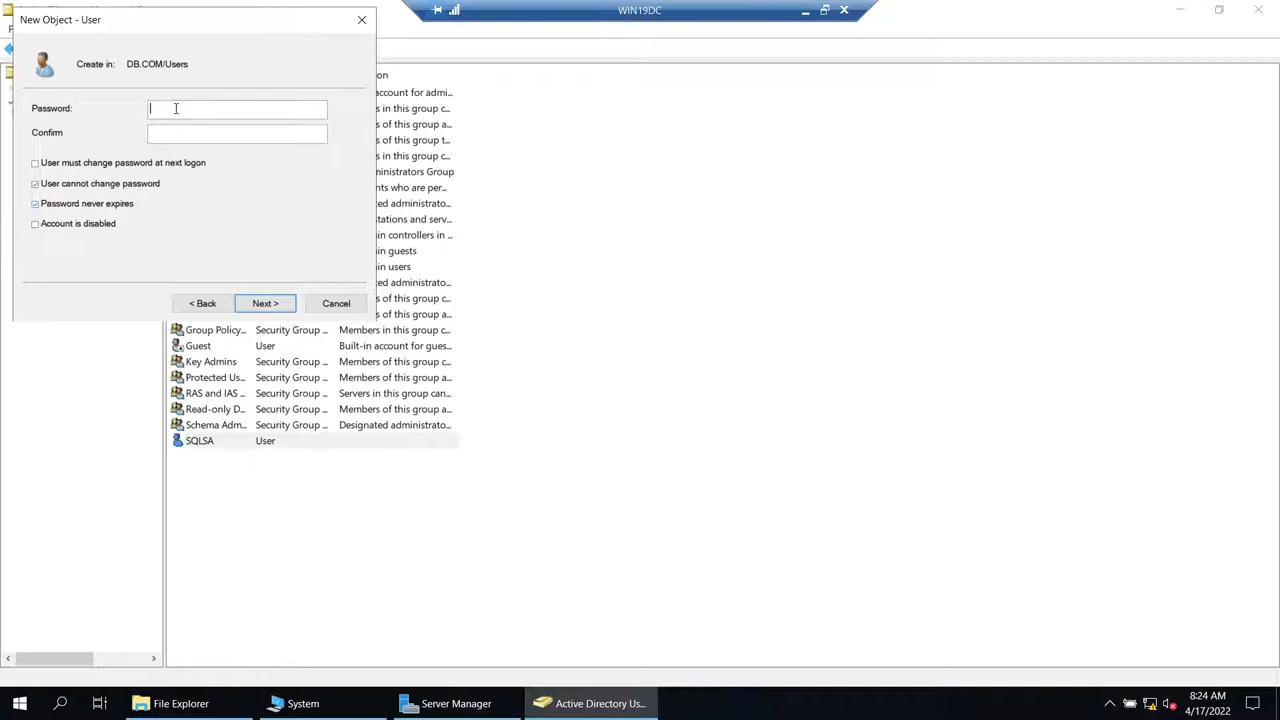 WIN19DC
New Object - User
Create in: DB.COM/Users
Password:
Confirm
User must change password at next logon
User cannot change password
Password never expires
Account is disabled
< Back Next > Cancel
on
ccount for admi...
s in this group c...
s of this group a...
s of this group t...
s in this group c...
Administrators Group
nts who are per...
ed administrato...
stations and serv...
in controllers in ...
in guests
in users
ed administrato...
s of this group c...
s of this group a...
Group Policy... Security Group ... Members in this group c...
Guest User Built-in account for gues...
Key Admins Security Group ... Members of this group c...
Protected Us... Security Group ... Members of this group a...
RAS and IAS ... Security Group ... Servers in this group can...
Read-only D... Security Group ... Members of this group a...
Schema Adm... Security Group ... Designated administrato...
SQLSA User
File Explorer System Server Manager Active Directory Us...
8:24 AM
4/17/2022